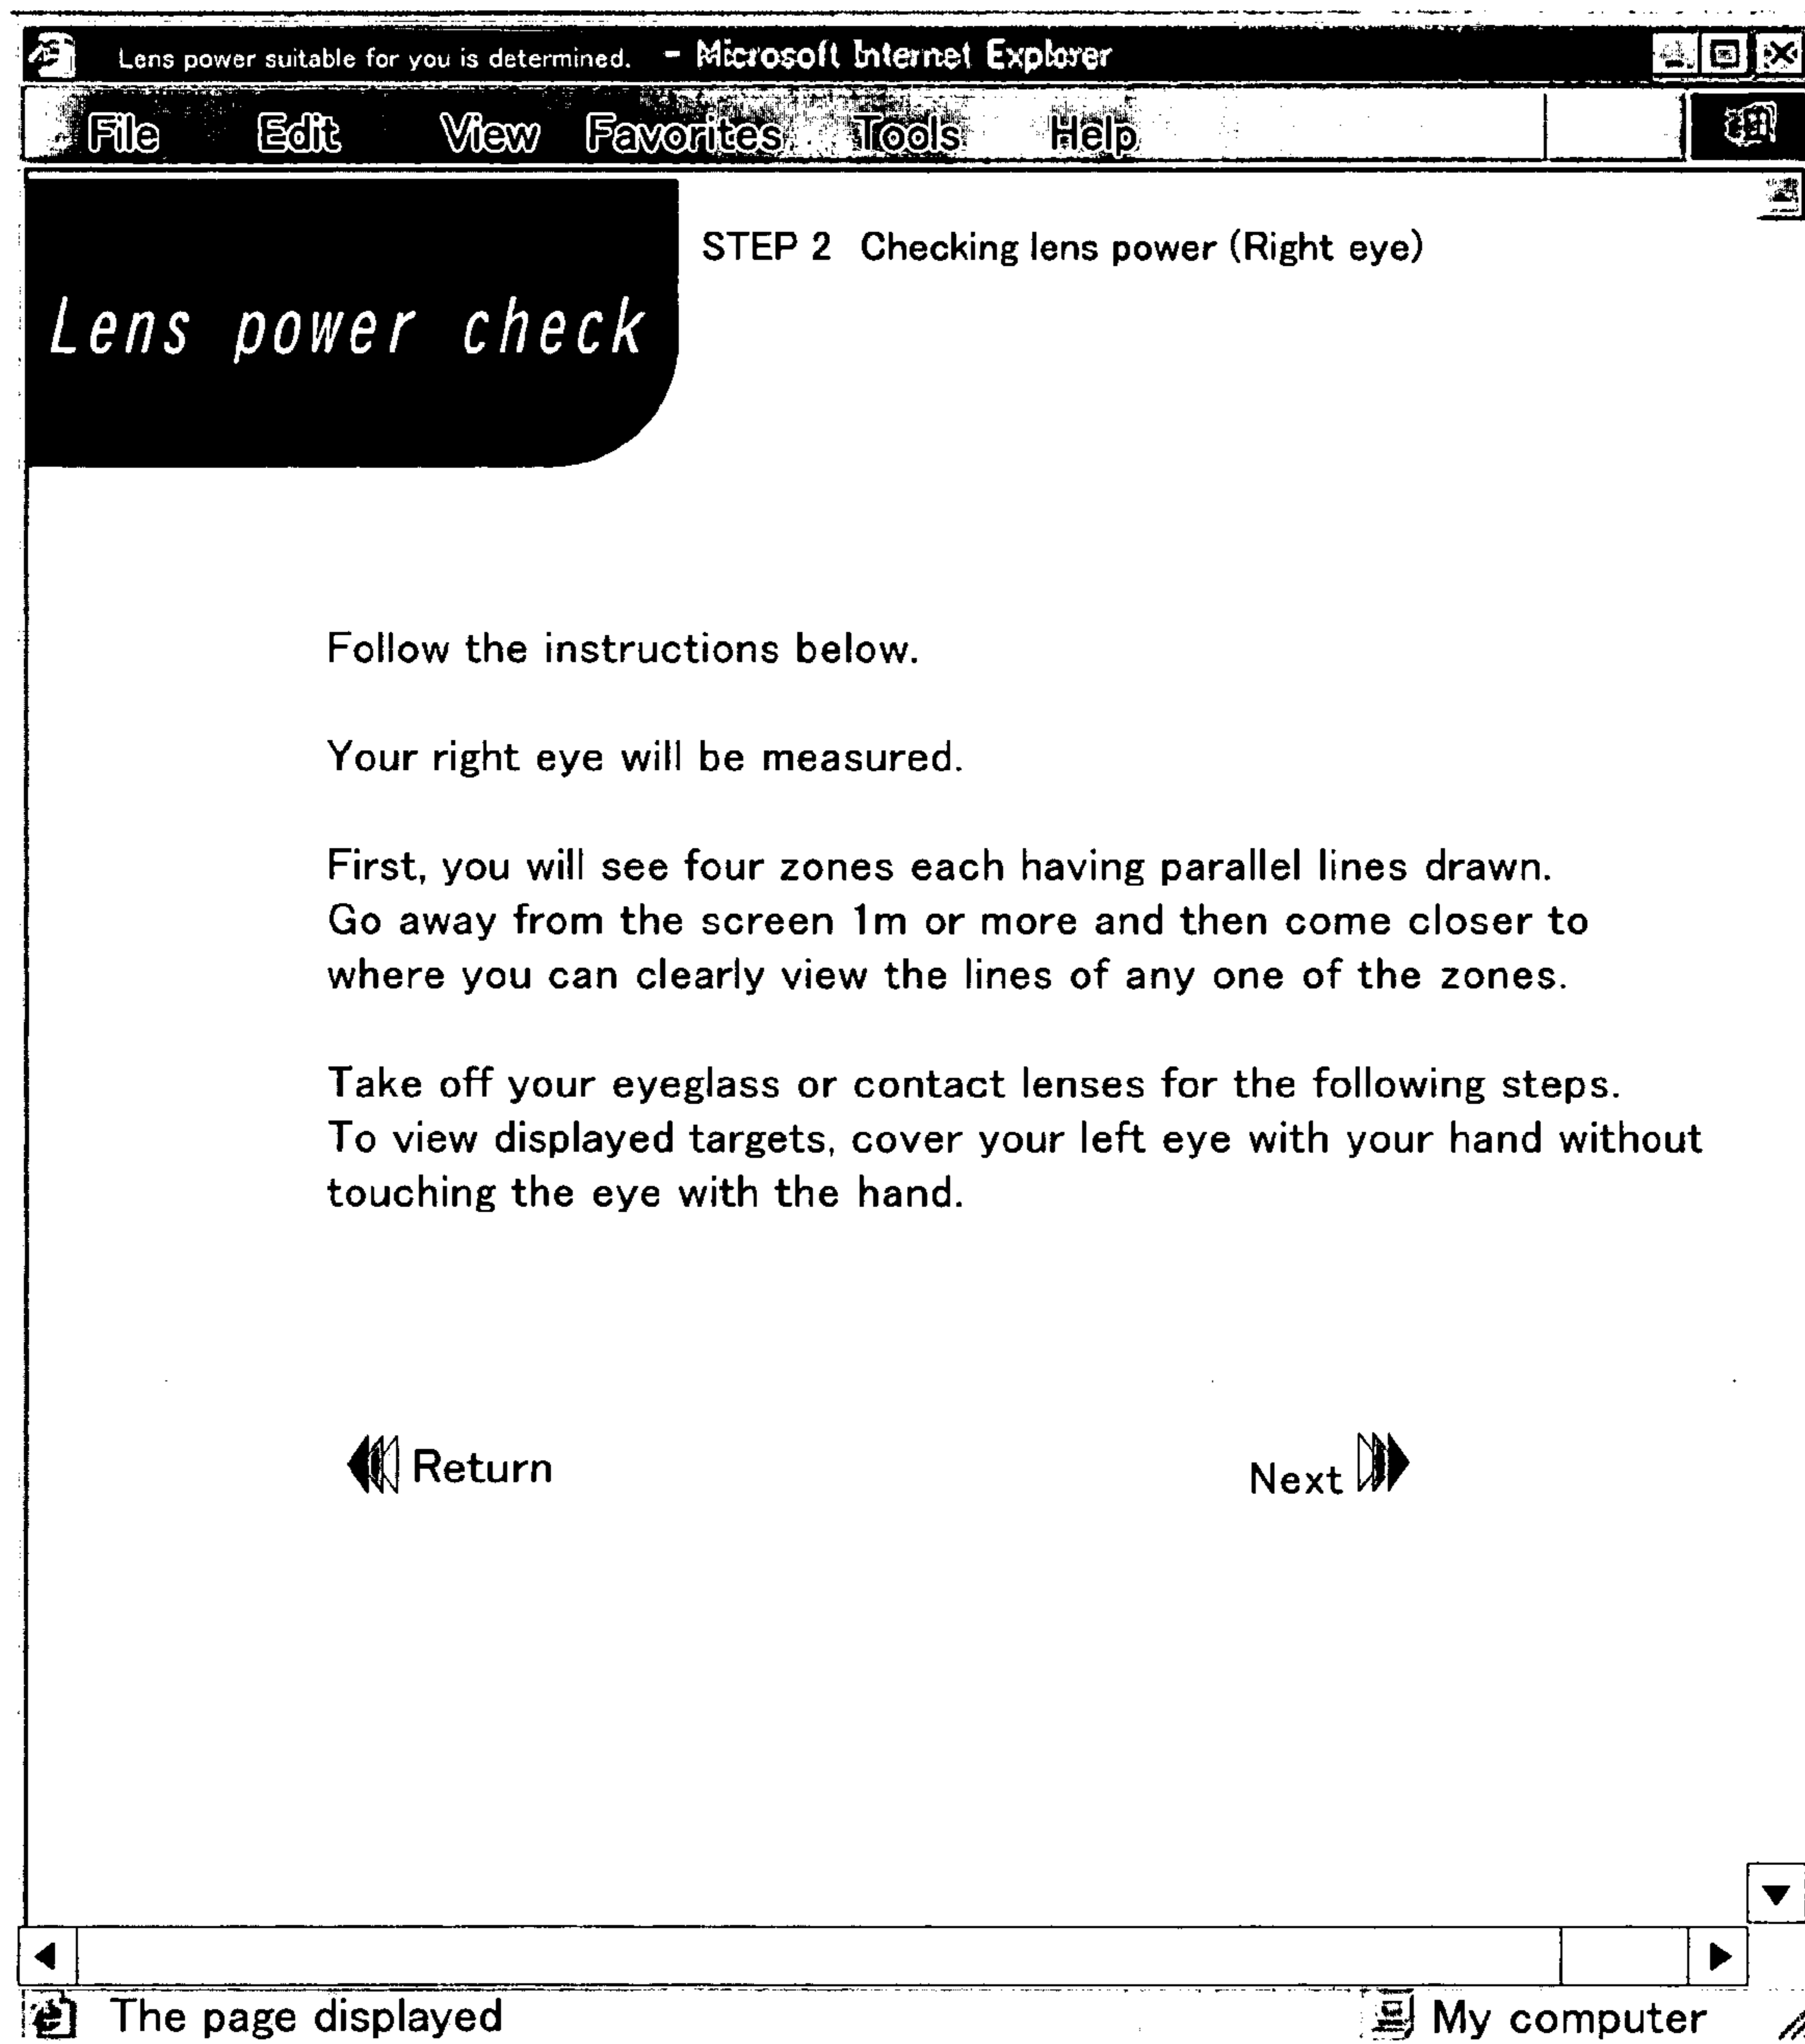 Lens power suitable for you is determined. - Microsoft Internet Explorer
File Edit View Favorites Tools Help
STEP 2 Checking lens power (Right eye)
Lens power check
Follow the instructions below.
Your right eye will be measured.
First, you will see four zones each having parallel lines drawn.
Go away from the screen 1m or more and then come closer to
where you can clearly view the lines of any one of the zones.
Take off your eyeglass or contact lenses for the following steps.
To view displayed targets, cover your left eye with your hand without
touching the eye with the hand.
Return Next
The page displayed My computer